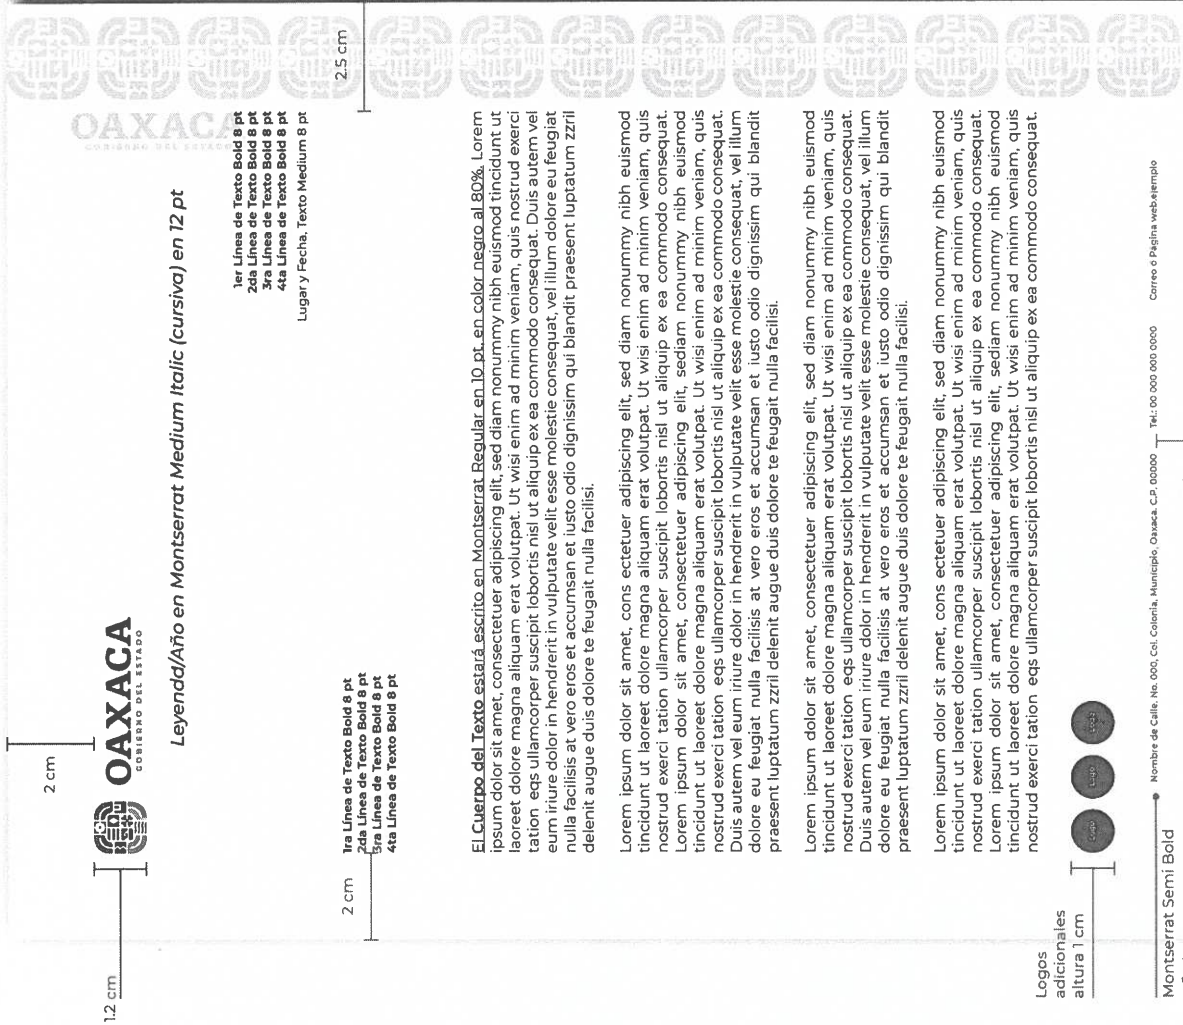 2 cm
1.2 cm
OAXACA
GOBIERNO DEL ESTADO
OAXACA
GOBIERNO DEL ESTADO
Leyendd/Año en Montserrat Medium Italic (cursiva) en 12 pt
1er Línea de Texto Bold 8 pt
2da Línea de Texto Bold 8 pt
3ra Línea de Texto Bold 8 pt
4ta Línea de Texto Bold 8 pt
Lugar y Fecha, Texto Medium 8 pt
2.5 cm
2 cm
1ra Línea de Texto Bold 8 pt
2da Línea de Texto Bold 8 pt
3ra Línea de Texto Bold 8 pt
4ta Línea de Texto Bold 8 pt
El Cuerpo del Texto estará escrito en Montserrat Regular en 10 pt, en color negro al 80%. Lorem
ipsum dolor sit amet, consectetuer adipiscing elit, sed diam nonummy nibh euismod tincidunt ut
laoreet dolore magna aliquam erat volutpat. Ut wisi enim ad minim veniam, quis nostrud exerci
tation eqs ullamcorper suscipit lobortis nisl ut aliquip ex ea commodo consequat. Duis autem vel
eum iriure dolor in hendrerit in vulputate velit esse molestie consequat, vel illum dolore eu feugiat
nulla facilisis at vero eros et accumsan et iusto odio dignissim qui blandit praesent luptatum zzril
delenit augue duis dolore te feugait nulla facilisi.
Lorem ipsum dolor sit amet, cons ectetuer adipiscing elit, sed diam nonummy nibh euismod
tincidunt ut laoreet dolore magna aliquam erat volutpat. Ut wisi enim ad minim veniam, quis
nostrud exerci tation ullamcorper suscipit lobortis nisl ut aliquip ex ea commodo consequat.
Lorem ipsum dolor sit amet, consectetuer adipiscing elit, sediam nonummy nibh euismod
tincidunt ut laoreet dolore magna aliquam erat volutpat. Ut wisi enim ad minim veniam, quis
nostrud exerci tation eqs ullamcorper suscipit lobortis nisl ut aliquip ex ea commodo consequat.
Duis autem vel eum iriure dolor in hendrerit in vulputate velit esse molestie consequat, vel illum
dolore eu feugiat nulla facilisis at vero eros et accumsan et iusto odio dignissim qui blandit
praesent luptatum zzril delenit augue duis dolore te feugait nulla facilisi.
Lorem ipsum dolor sit amet, consectetuer adipiscing elit, sed diam nonummy nibh euismod
tincidunt ut laoreet dolore magna aliquam erat volutpat. Ut wisi enim ad minim veniam, quis
nostrud exerci tation eqs ullamcorper suscipit lobortis nisl ut aliquip ex ea commodo consequat.
Duis autem vel eum iriure dolor in hendrerit in vulputate velit esse molestie consequat, vel illum
dolore eu feugiat nulla facilisis at vero eros et accumsan et iusto odio dignissim qui blandit
praesent luptatum zzril delenit augue duis dolore te feugait nulla facilisi.
Lorem ipsum dolor sit amet, cons ectetuer adipiscing elit, sed diam nonummy nibh euismod
tincidunt ut laoreet dolore magna aliquam erat volutpat. Ut wisi enim ad minim veniam, quis
nostrud exerci tation ullamcorper suscipit lobortis nisl ut aliquip ex ea commodo consequat.
Lorem ipsum dolor sit amet, consectetuer adipiscing elit, sediam nonummy nibh euismod
tincidunt ut laoreet dolore magna aliquam erat volutpat. Ut wisi enim ad minim veniam, quis
nostrud exerci tation eqs ullamcorper suscipit lobortis nisl ut aliquip ex ea commodo consequat.
Logos
adicionales
altura 1 cm
Logo Logo Logo
Nombre de Calle, No. 000, Col. Colonia, Municipio, Oaxaca. C.P. 00000 Tel.: 00 000 000 0000 Correo ó Pagina web.ejemplo
Montserrat Semi Bold